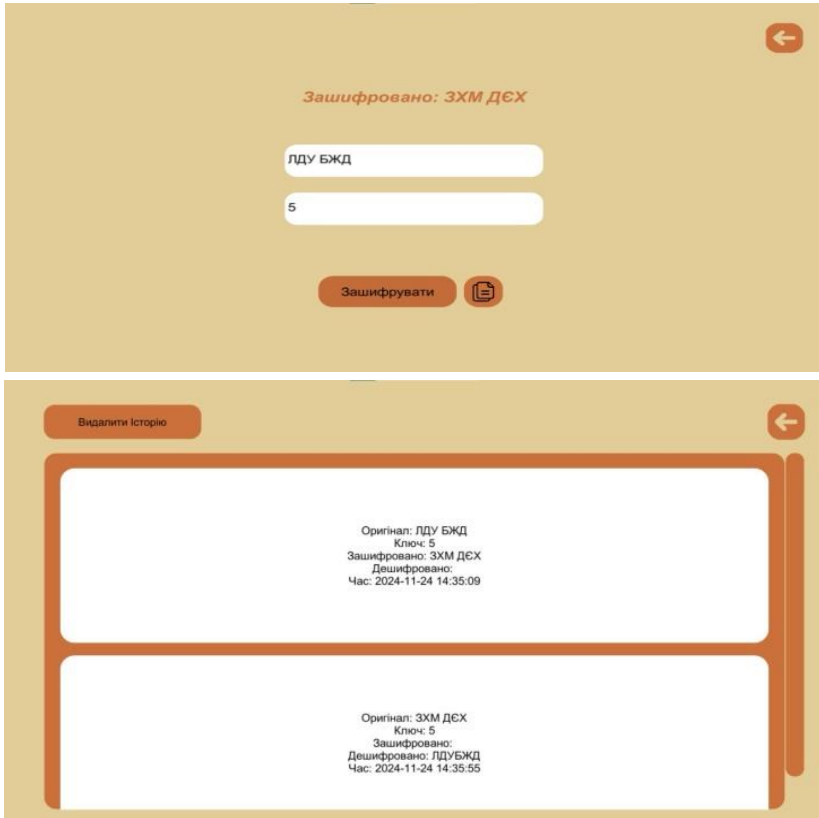 Зашифровано: ЗХМ ДЄХ
ЛДУ БЖД
5
Зашифрувати
Видалити Історію
Оригінал: ЛДУ БЖД
Ключ: 5
Зашифровано: ЗХМ ДЄХ
Дешифровано:
Час: 2024-11-24 14:35:09
Оригінал: ЗХМ ДЄХ
Ключ: 5
Зашифровано:
Дешифровано: ЛДУБЖД
Час: 2024-11-24 14:35:55